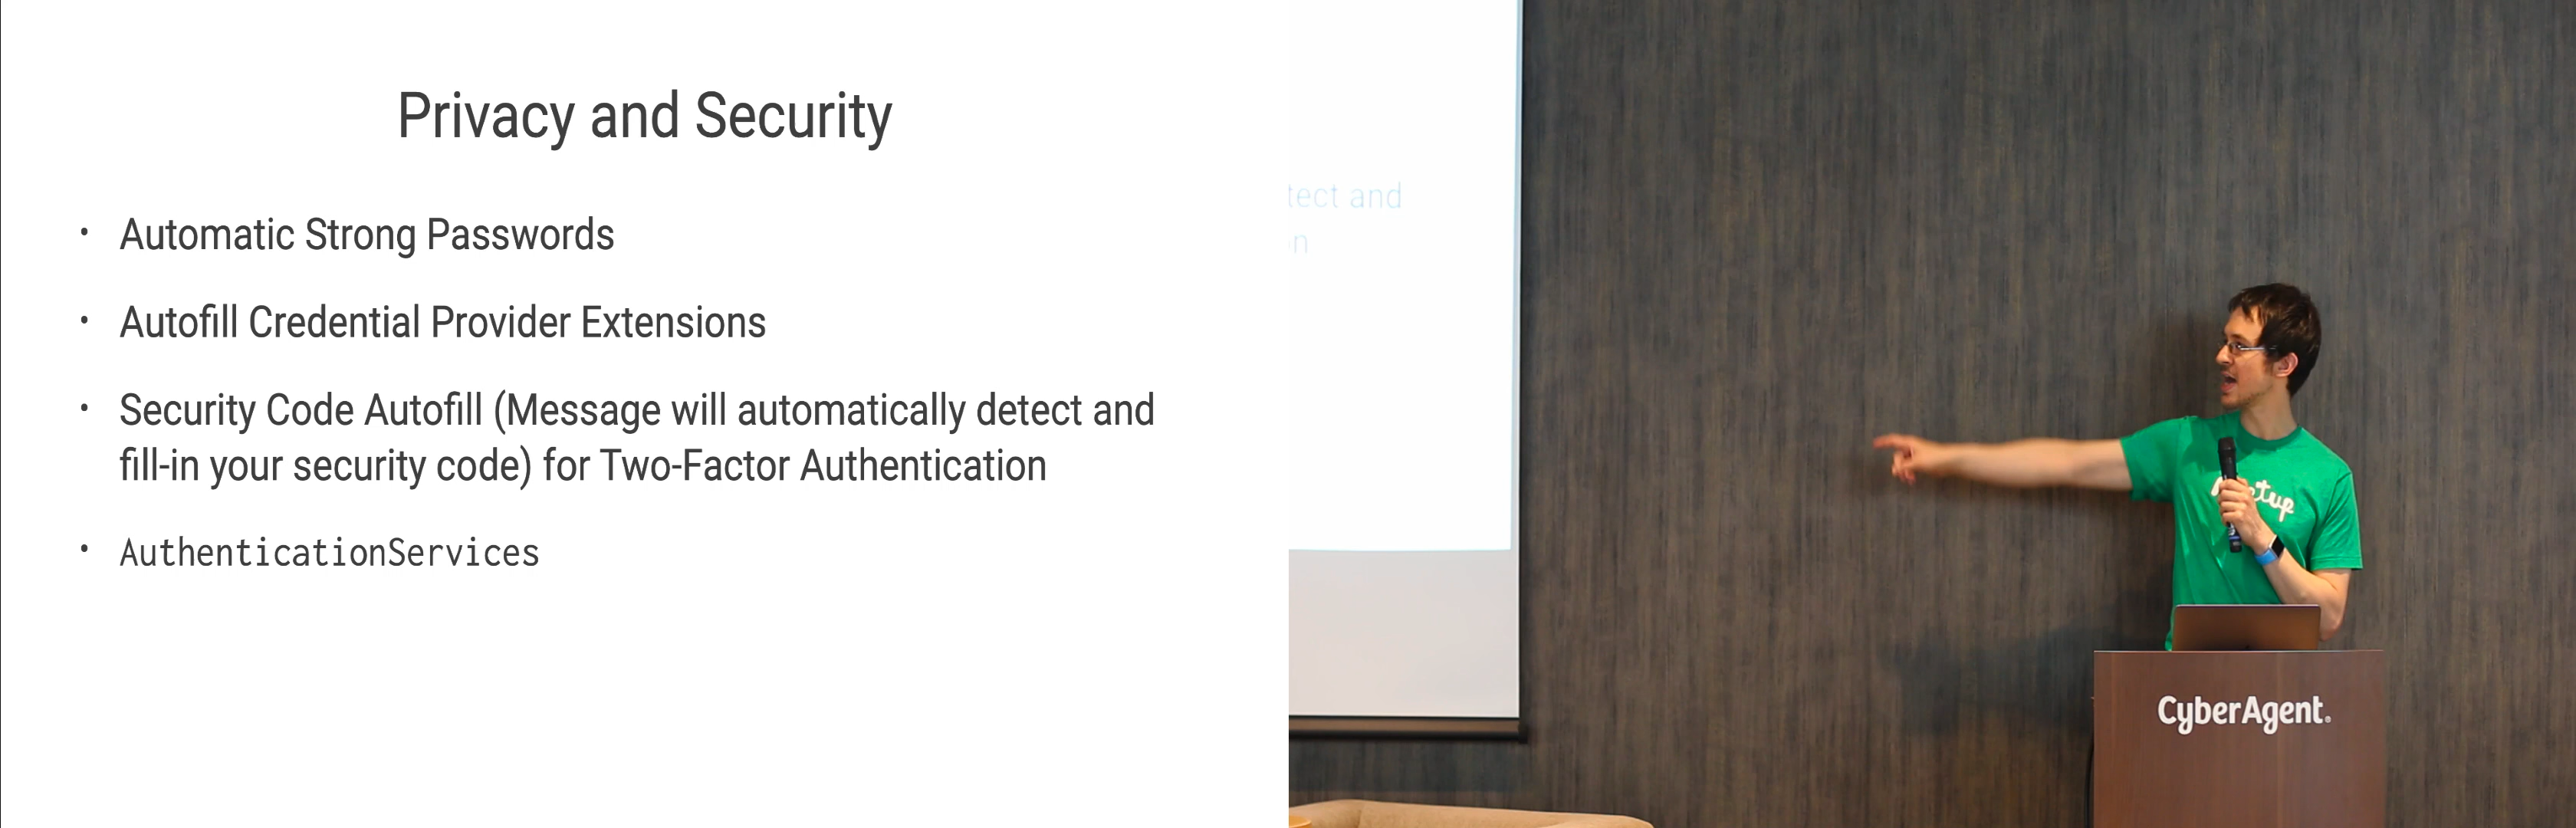 Privacy and Security
• Automatic Strong Passwords
• Autofill Credential Provider Extensions
• Security Code Autofill (Message will automatically detect and
fill-in your security code) for Two-Factor Authentication
• AuthenticationServices
tect and
n
CyberAgent.